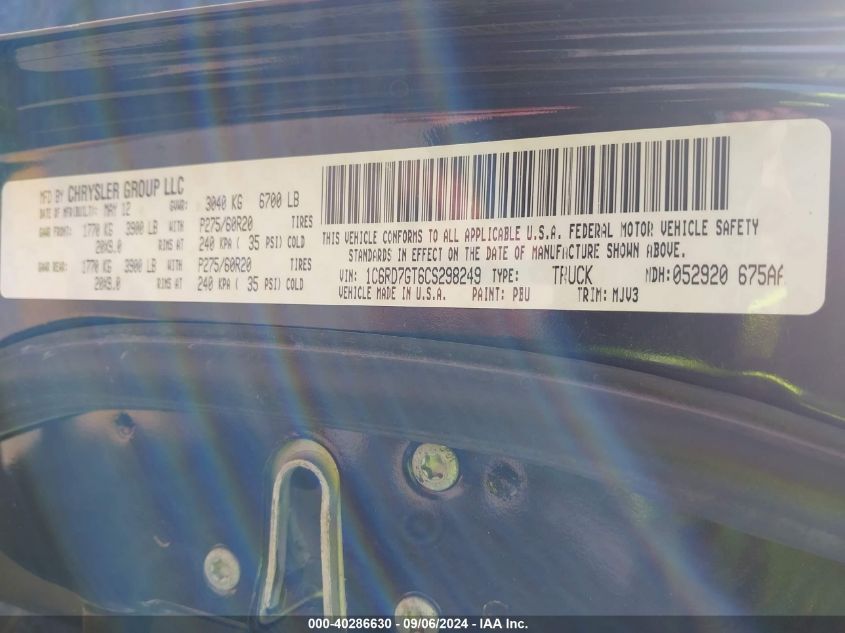 MFD BY CHRYSLER GROUP LLC
DATE OF MFR(BUILT): MAY 12 GVWR: 3040 KG 6700 LB
GAWR FRONT: 1770 KG 3900 LB WITH P275/60R20 TIRES
20X9.0 RIMS AT 240 KPA ( 35 PSI) COLD
GAWR REAR: 1770 KG 3900 LB WITH P275/60R20 TIRES
20X9.0 RIMS AT 240 KPA ( 35 PSI) COLD
THIS VEHICLE CONFORMS TO ALL APPLICABLE U.S.A. FEDERAL MOTOR VEHICLE SAFETY
STANDARDS IN EFFECT ON THE DATE OF MANUFACTURE SHOWN ABOVE.
VIN: 1C6RD7GT6CS298249 TYPE: TRUCK MDH: 052920 675AA
VEHICLE MADE IN U.S.A. PAINT: PBU TRIM: MJV3
000-40286630 - 09/06/2024 - IAA Inc.